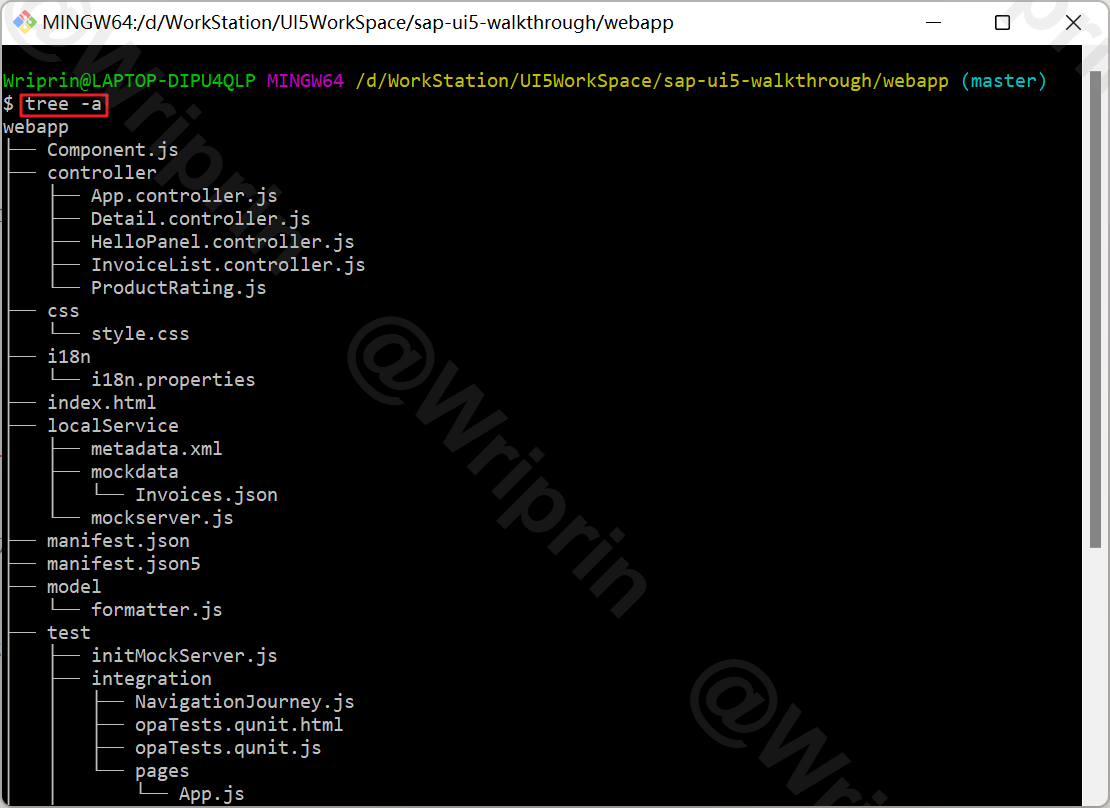 MINGW64:/d/WorkStation/UI5WorkSpace/sap-ui5-walkthrough/webapp
Wriprin@LAPTOP-DIPU4QLP MINGW64 /d/WorkStation/UI5WorkSpace/sap-ui5-walkthrough/webapp (master)
$ tree -a
webapp
├── Component.js
├── controller
│   ├── App.controller.js
│   ├── Detail.controller.js
│   ├── HelloPanel.controller.js
│   ├── InvoiceList.controller.js
│   └── ProductRating.js
├── css
│   └── style.css
├── i18n
│   └── i18n.properties
├── index.html
├── localService
│   ├── metadata.xml
│   ├── mockdata
│   │   └── Invoices.json
│   └── mockserver.js
├── manifest.json
├── manifest.json5
├── model
│   └── formatter.js
├── test
│   ├── initMockServer.js
│   ├── integration
│   │   ├── NavigationJourney.js
│   │   ├── opaTests.qunit.html
│   │   ├── opaTests.qunit.js
│   │   └── pages
│   │       └── App.js
@Wriprin
@Wriprin
@Wriprin